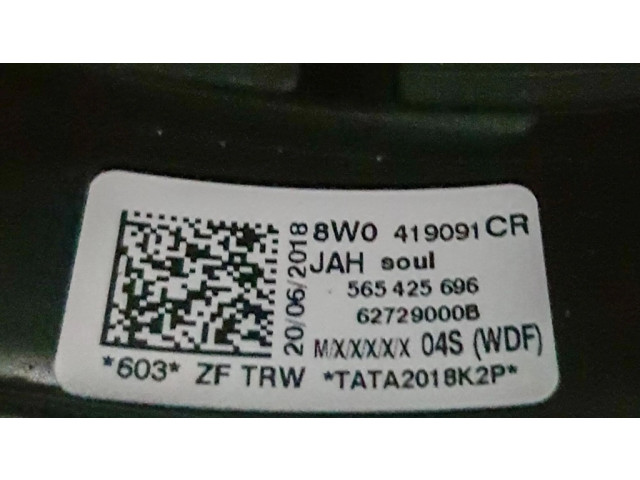 20/06/2018
8W0 419091 CR
JAH soul
565 425 696
62729000B
M/X/X/X/X/X 04S (WDF)
*603* ZF TRW *TATA2018K2P*